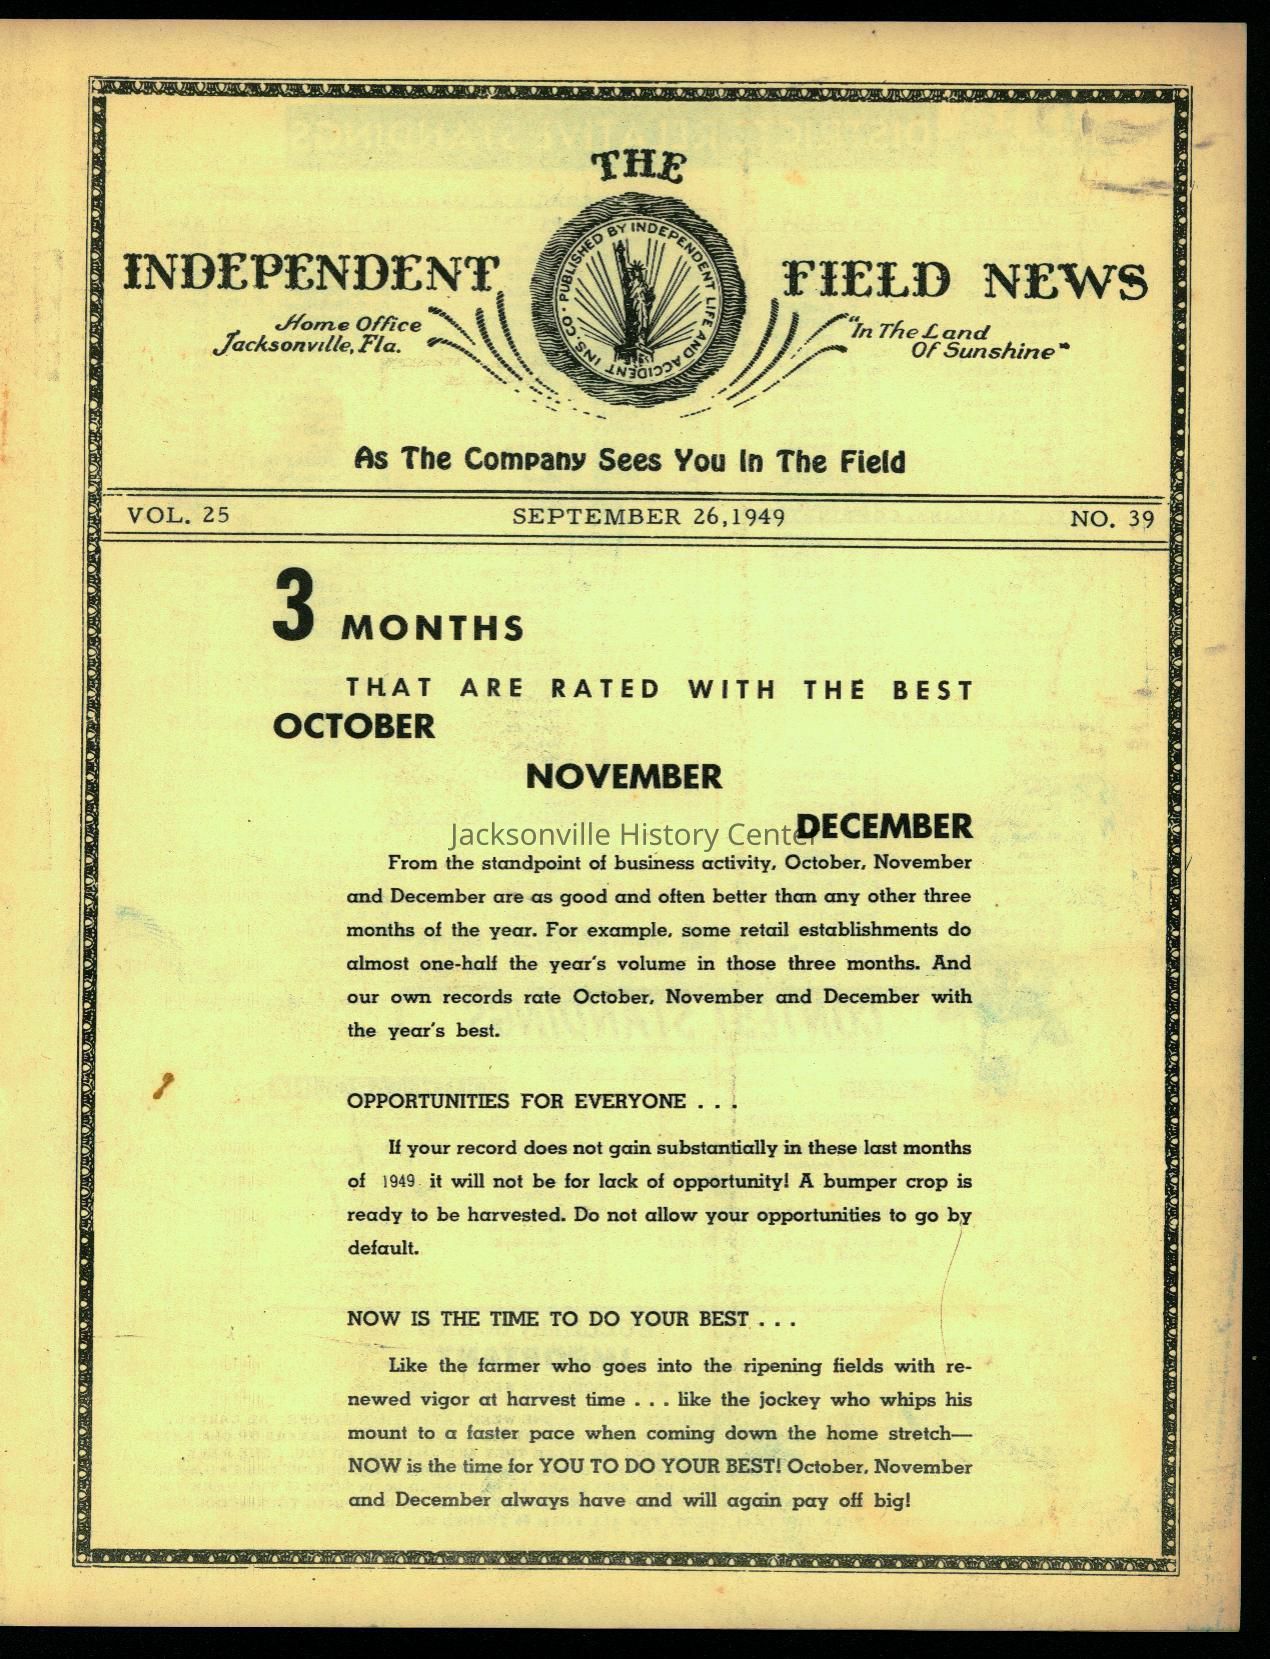 THE
INDEPENDENT FIELD NEWS
PUBLISHED BY INDEPENDENT LIFE AND ACCIDENT INS. CO.
Home Office
Jacksonville, Fla.
"In The Land
Of Sunshine"
As The Company Sees You In The Field
VOL. 25 SEPTEMBER 26,1949 NO. 39
3 MONTHS
THAT ARE RATED WITH THE BEST
OCTOBER
NOVEMBER
DECEMBER
Jacksonville History Center
From the standpoint of business activity, October, November
and December are as good and often better than any other three
months of the year. For example, some retail establishments do
almost one-half the year's volume in those three months. And
our own records rate October, November and December with
the year's best.
OPPORTUNITIES FOR EVERYONE . . .
If your record does not gain substantially in these last months
of 1949 it will not be for lack of opportunity! A bumper crop is
ready to be harvested. Do not allow your opportunities to go by
default.
NOW IS THE TIME TO DO YOUR BEST . . .
Like the farmer who goes into the ripening fields with re-
newed vigor at harvest time . . . like the jockey who whips his
mount to a faster pace when coming down the home stretch—
NOW is the time for YOU TO DO YOUR BEST! October, November
and December always have and will again pay off big!